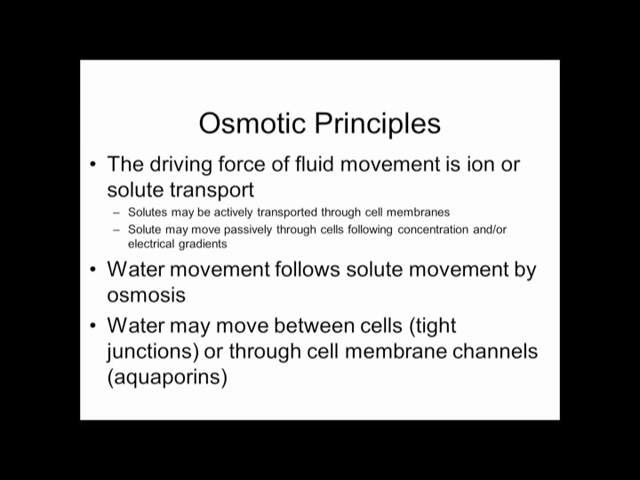 Osmotic Principles
• The driving force of fluid movement is ion or
solute transport
– Solutes may be actively transported through cell membranes
– Solute may move passively through cells following concentration and/or
electrical gradients
• Water movement follows solute movement by
osmosis
• Water may move between cells (tight
junctions) or through cell membrane channels
(aquaporins)